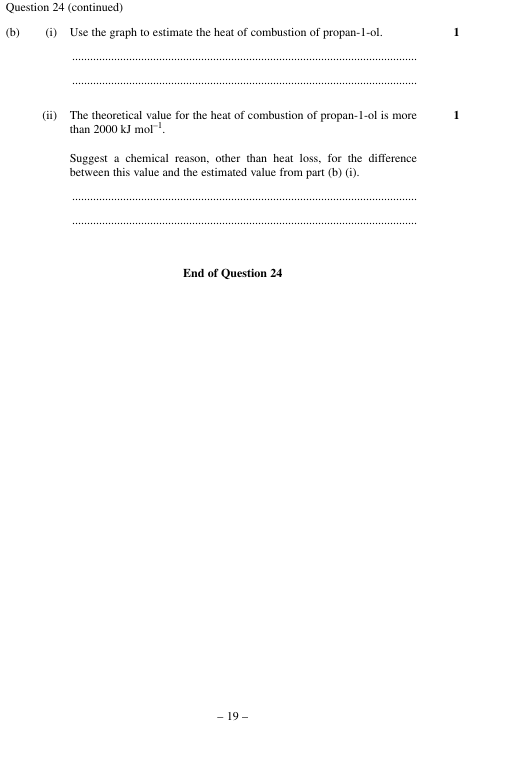 Question 24 (continued)
(b) (i) Use the graph to estimate the heat of combustion of propan-1-ol. 1
...................................................................................................................
...................................................................................................................
(ii) The theoretical value for the heat of combustion of propan-1-ol is more 1
than 2000 kJ mol⁻¹.
Suggest a chemical reason, other than heat loss, for the difference
between this value and the estimated value from part (b) (i).
...................................................................................................................
...................................................................................................................
End of Question 24
– 19 –